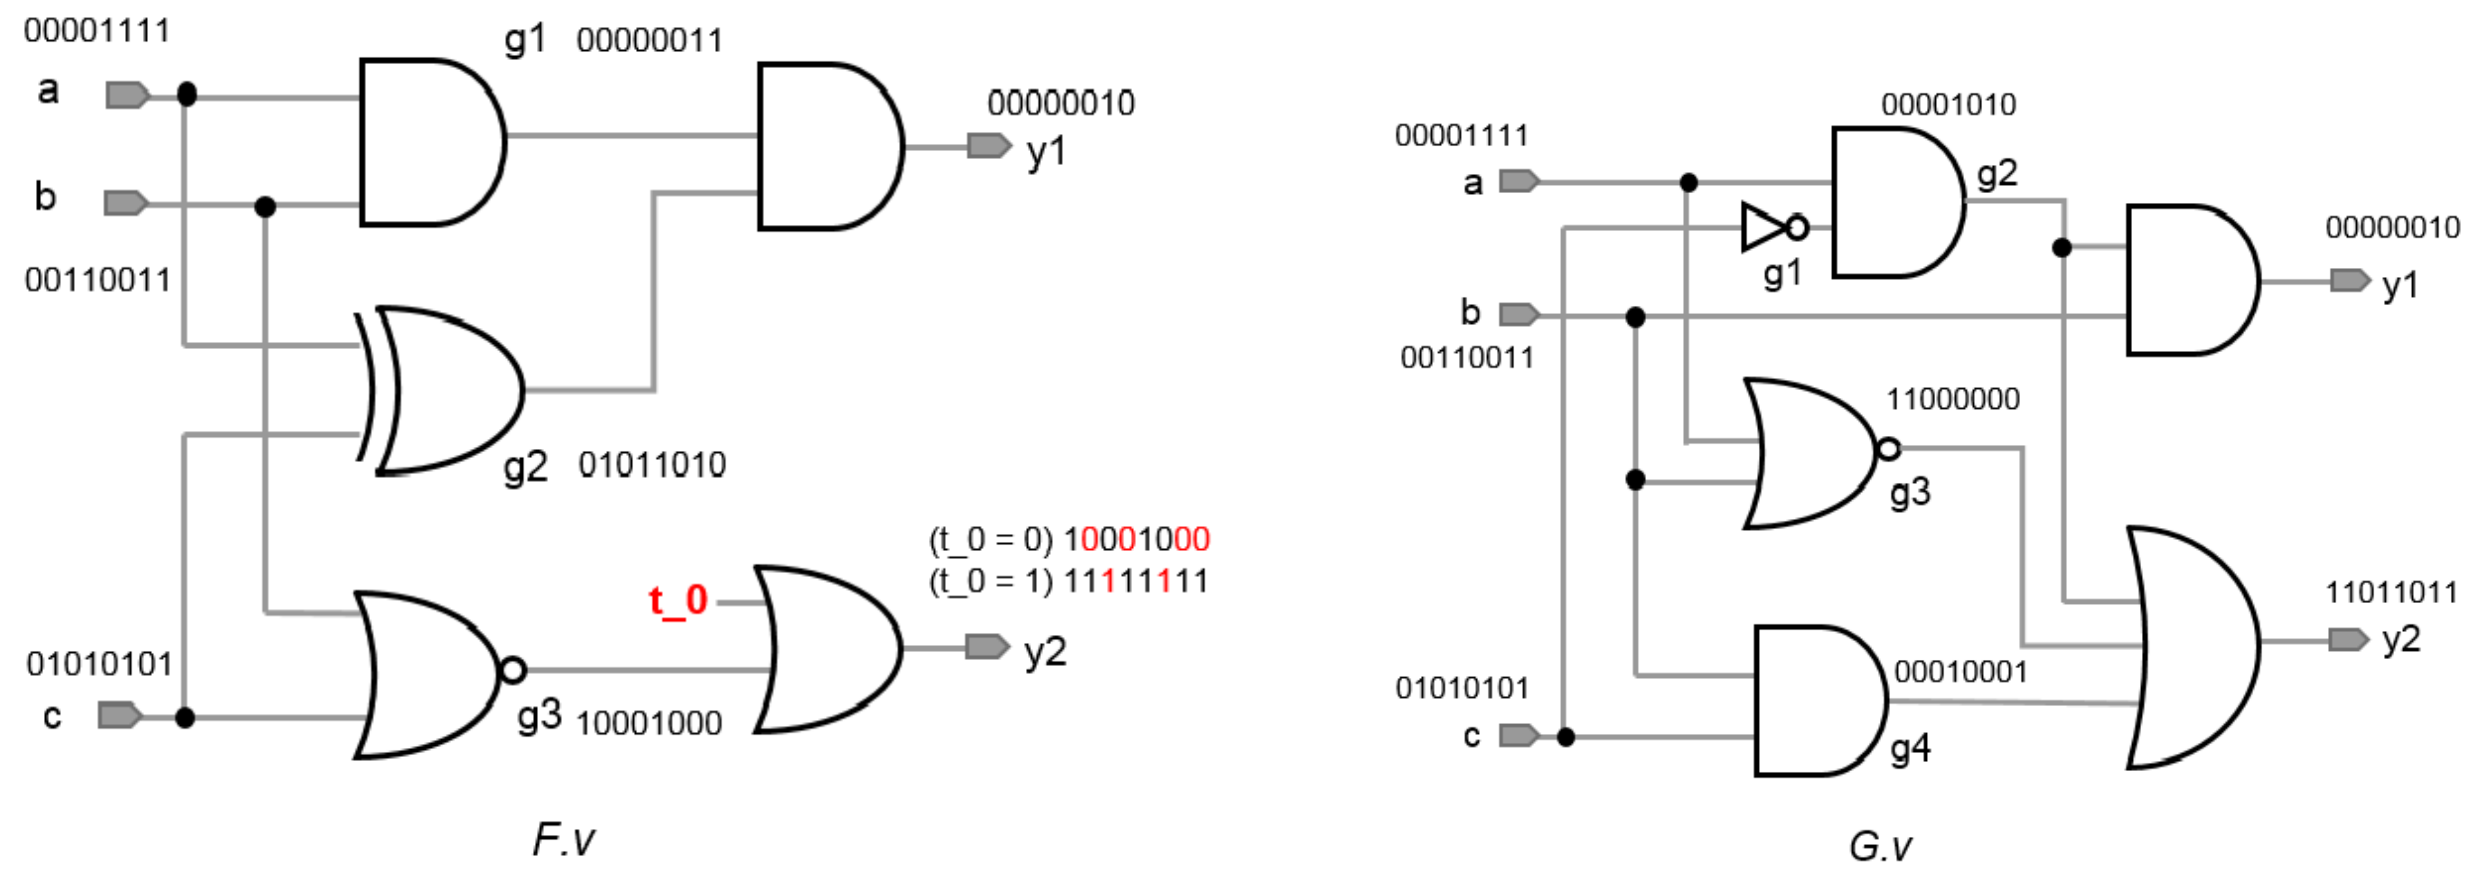 00001111
g1 00000011
a
00000010
y1
b
00110011
g2 01011010
(t_0 = 0) 10001000
(t_0 = 1) 11111111
t_0
y2
01010101
c
g3 10001000
F.v
00001010
00001111
a
g2
g1
00000010
y1
b
00110011
11000000
g3
11011011
y2
00010001
01010101
c
g4
G.v